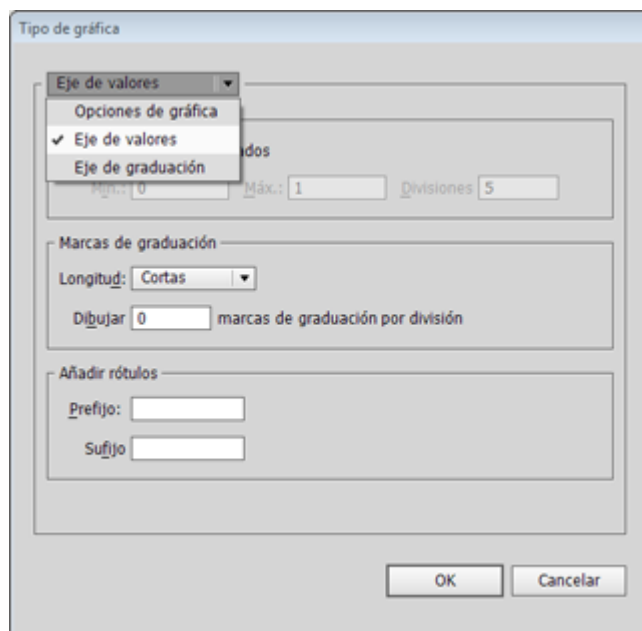 Tipo de gráfica
Eje de valores
Opciones de gráfica
Eje de valores
ados
Eje de graduación
Mín.: 0 Máx.: 1 Divisiones 5
Marcas de graduación
Longitud: Cortas
Dibujar 0 marcas de graduación por división
Añadir rótulos
Prefijo:
Sufijo
OK Cancelar